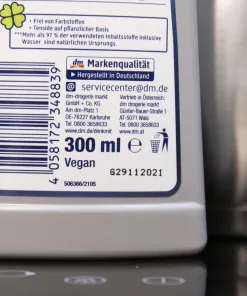 • Frei von Farbstoffen
• Tenside auf pflanzlicher Basis
***Mehr als 97 % der verwendeten Inhaltsstoffe inklusive
Wasser sind natürlichen Ursprungs.
dm Markenqualität
Hergestellt in Deutschland
servicecenter@dm.de
dm-drogerie markt
GmbH + Co. KG
Am dm-Platz 1
DE-76227 Karlsruhe
Tel. 0800 3658633
www.dm.de/denkmit
Vertrieb in Österreich:
dm drogerie markt
Günter-Bauer-Straße 1
AT-5071 Wals
Tel. 0800 3658633
www.dm.at
300 ml ℮
Vegan
G29112021
506366/2105
4 058172 348839